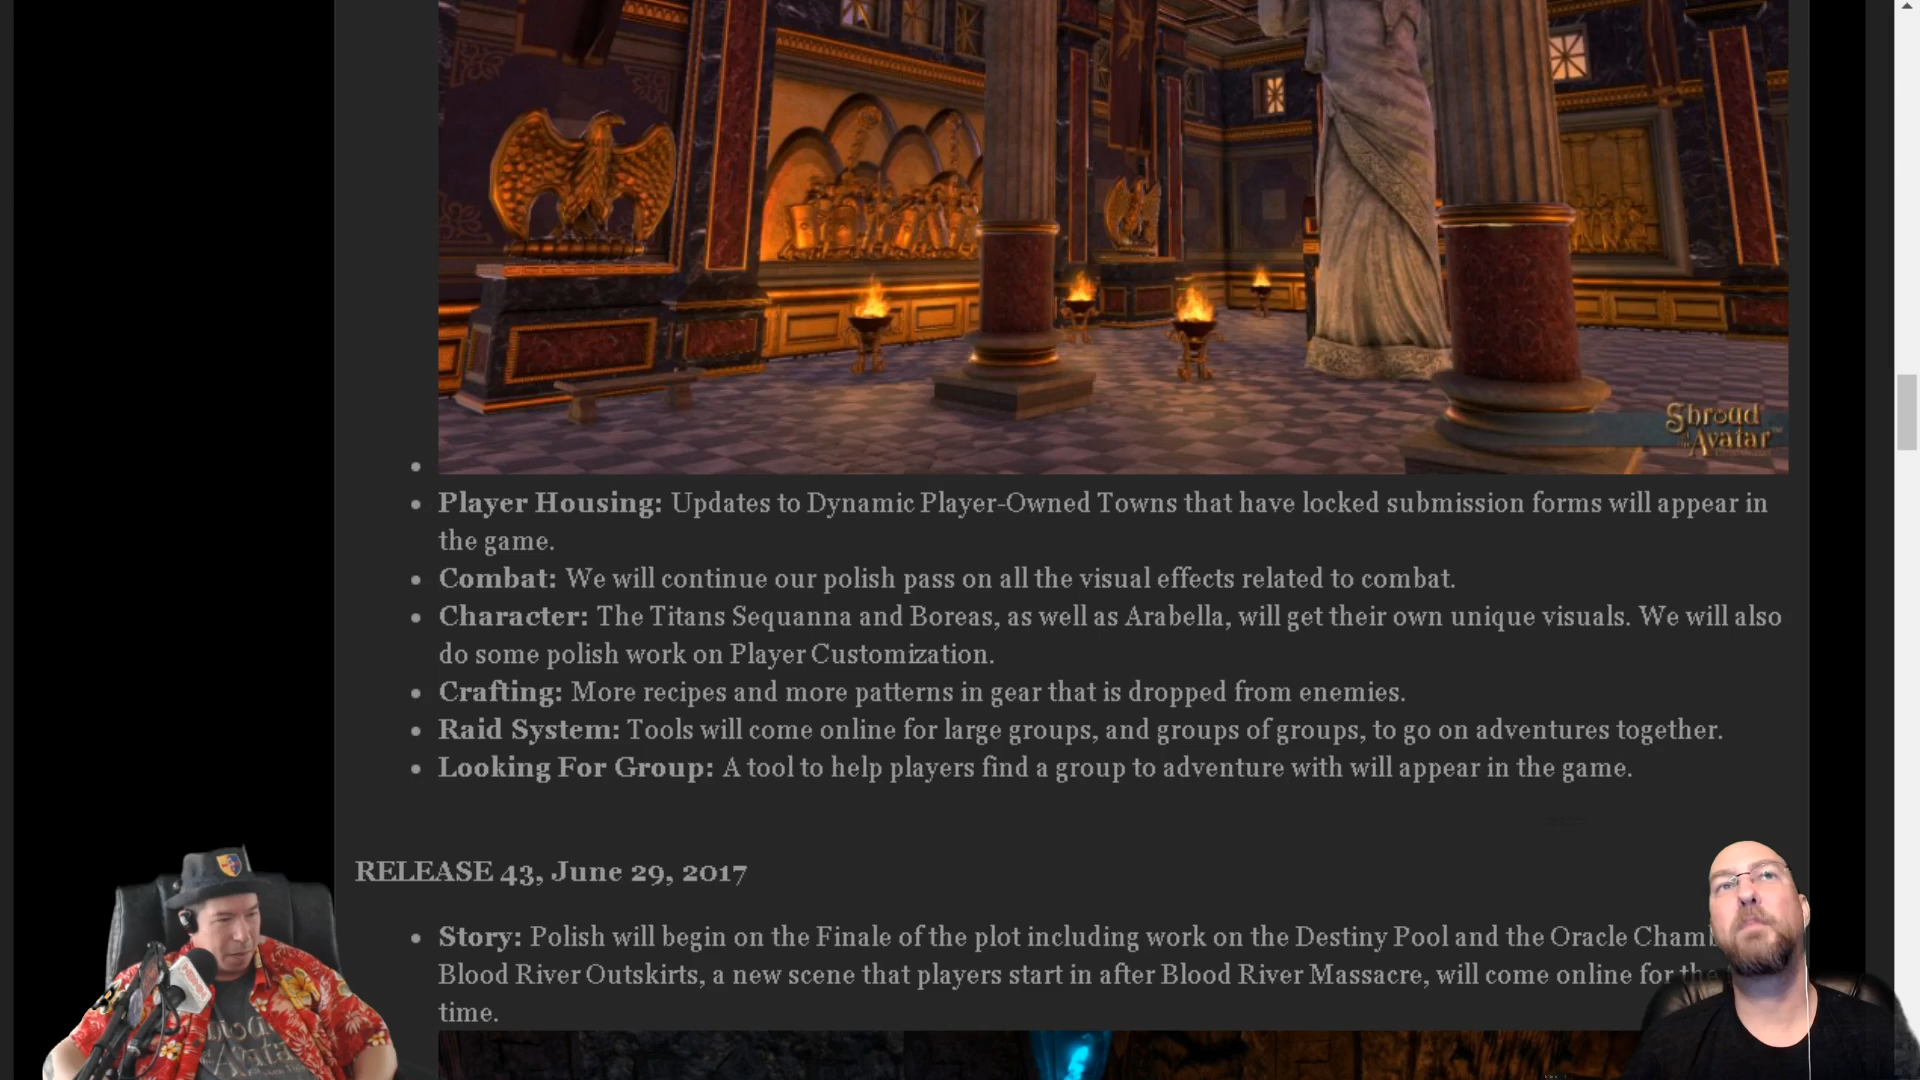 Shroud
of the
Avatar
Player Housing: Updates to Dynamic Player-Owned Towns that have locked submission forms will appear in
the game.
Combat: We will continue our polish pass on all the visual effects related to combat.
Character: The Titans Sequanna and Boreas, as well as Arabella, will get their own unique visuals. We will also
do some polish work on Player Customization.
Crafting: More recipes and more patterns in gear that is dropped from enemies.
Raid System: Tools will come online for large groups, and groups of groups, to go on adventures together.
Looking For Group: A tool to help players find a group to adventure with will appear in the game.
RELEASE 43, June 29, 2017
Story: Polish will begin on the Finale of the plot including work on the Destiny Pool and the Oracle Chamb
Blood River Outskirts, a new scene that players start in after Blood River Massacre, will come online for the
time.